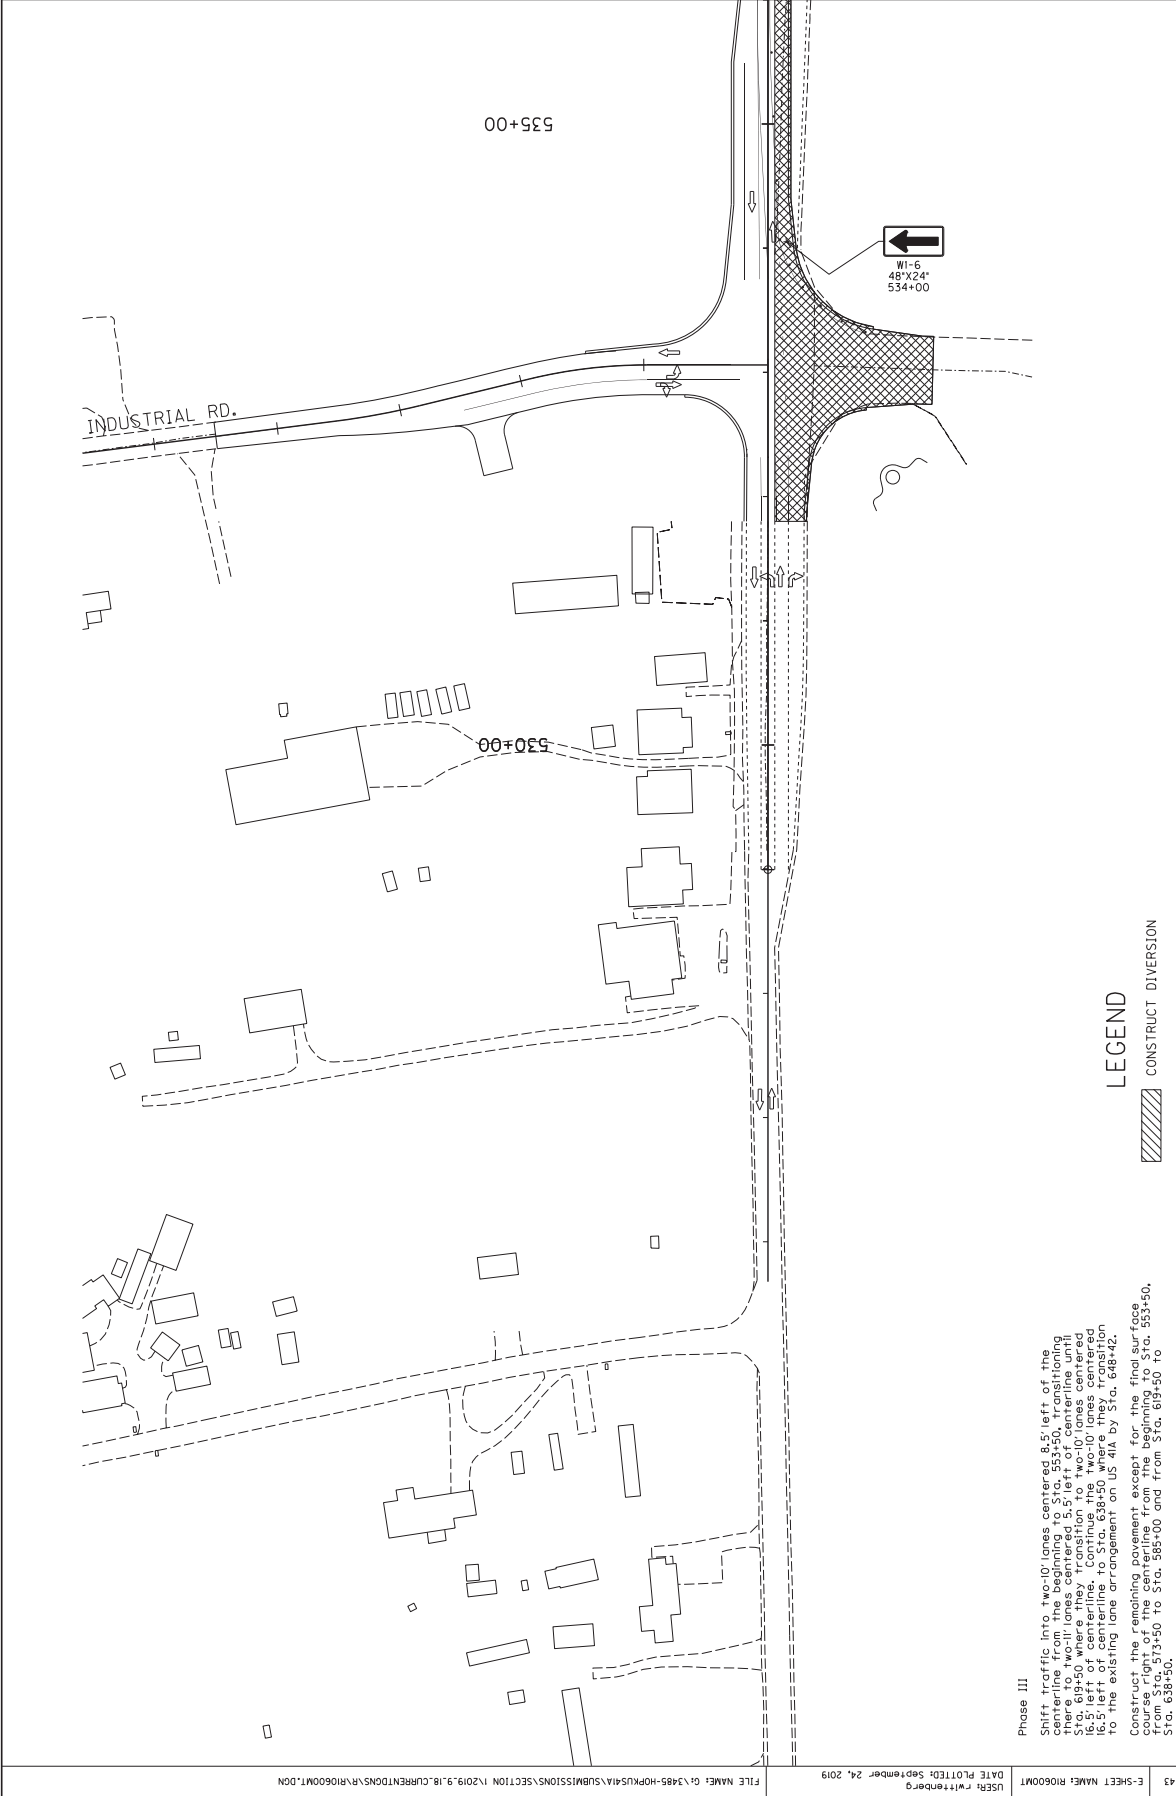 535+00
W1-6
48"X24"
534+00
INDUSTRIAL RD.
530+00
LEGEND
CONSTRUCT DIVERSION
Phase III
Shift traffic into two-10' lanes centered 8.5' left of the
centerline from the beginning to Sta. 553+50, transitioning
there to two-11' lanes centered 5.5' left of centerline until
Sta. 619+50 where they transition to two-10' lanes centered
16.5' left of centerline. Continue the two-10' lanes centered
16.5' left of centerline to Sta. 638+50 where they transition
to the existing lane arrangement on US 41A by Sta. 648+42.
Construct the remaining pavement except for the final surface
course right of the centerline from the beginning to Sta. 553+50,
from Sta. 573+50 to Sta. 585+00 and from Sta. 619+50 to
Sta. 638+50.
FILE NAME: G:\3485-HOPKUS41A\SUBMISSIONS\SECTION 1\2019_9_18-CURRENTDGNS\R\R10600MT.DGN
USER: rwittenberg
DATE PLOTTED: September 24, 2019
E-SHEET NAME: R10600MT